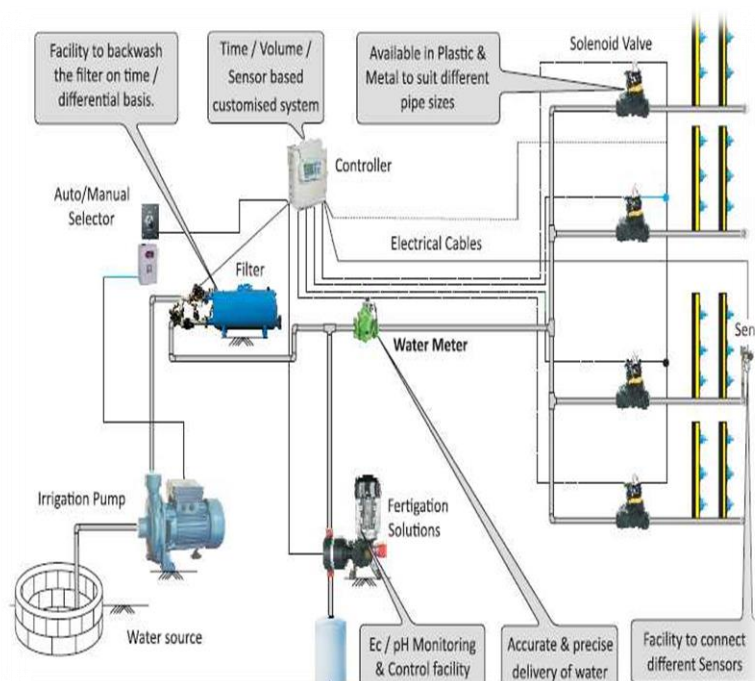 Facility to backwash
the filter on time /
differential basis.
Time / Volume /
Sensor based
customised system
Available in Plastic &
Metal to suit different
pipe sizes
Solenoid Valve
Controller
Auto/Manual
Selector
Electrical Cables
Filter
Water Meter
Sen
Irrigation Pump
Fertigation
Solutions
Water source
Ec / pH Monitoring
& Control facility
Accurate & precise
delivery of water
Facility to connect
different Sensors